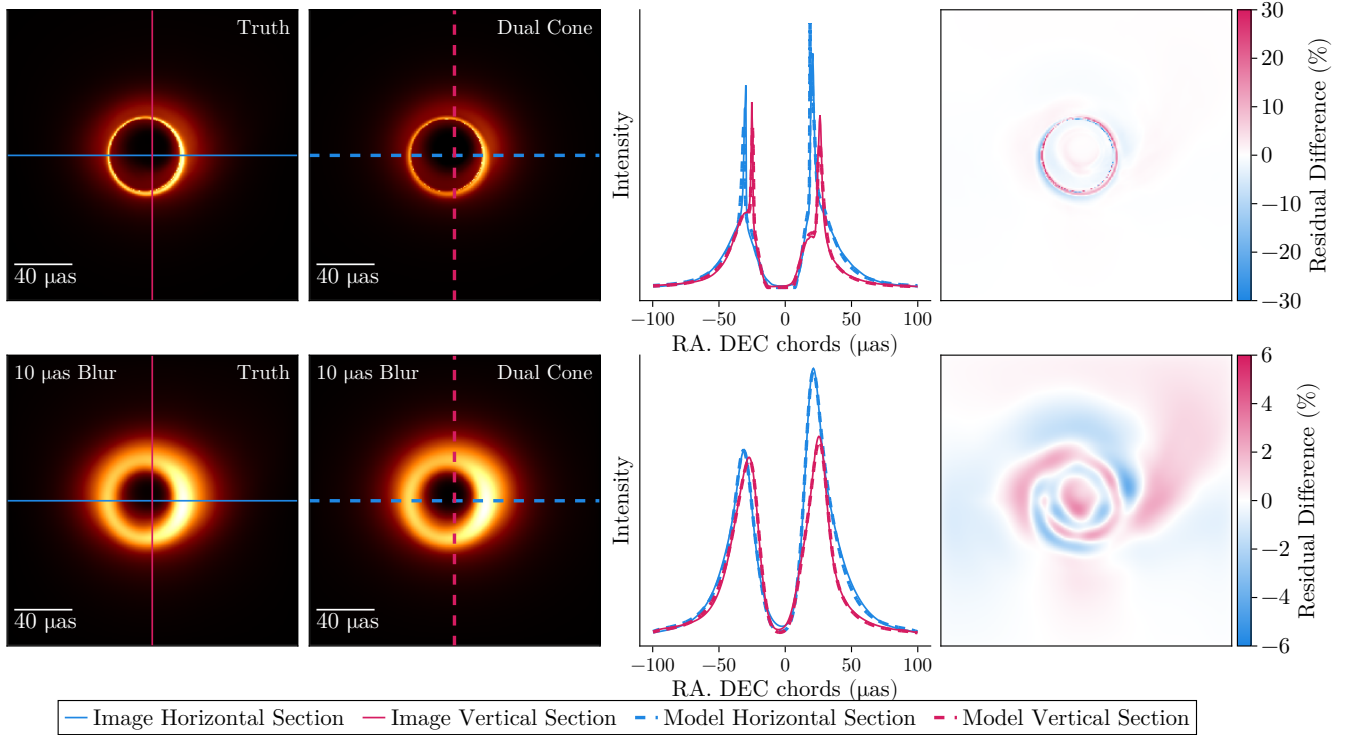 Truth
Dual Cone
40 μas
40 μas
Intensity
−100 −50 0 50 100
RA. DEC chords (μas)
30
20
10
0
−10
−20
−30
Residual Difference (%)
10 μas Blur Truth
10 μas Blur Dual Cone
40 μas
40 μas
Intensity
−100 −50 0 50 100
RA. DEC chords (μas)
6
4
2
0
−2
−4
−6
Residual Difference (%)
Image Horizontal Section Image Vertical Section Model Horizontal Section Model Vertical Section